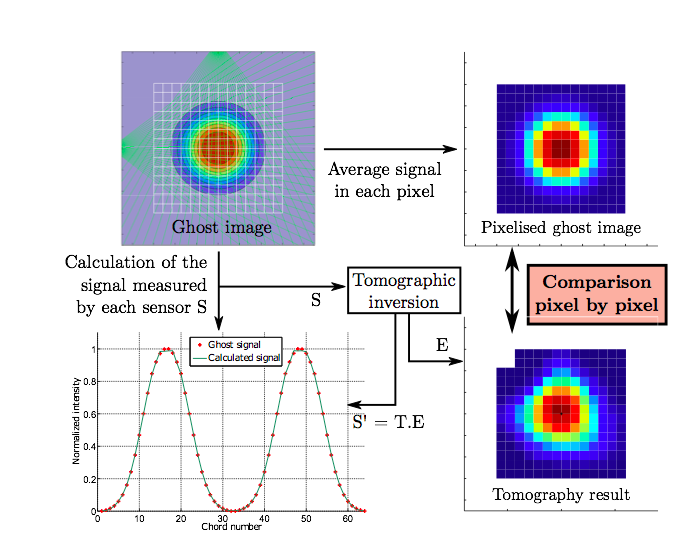 Ghost image
Average signal
in each pixel
Pixelised ghost image
Calculation of the
signal measured
by each sensor S
S
Tomographic
inversion
Comparison
pixel by pixel
E
S' = T.E
Ghost signal
Calculated signal
Normalized intensity
1
0.8
0.6
0.4
0.2
0
0 10 20 30 40 50 60
Chord number
Tomography result